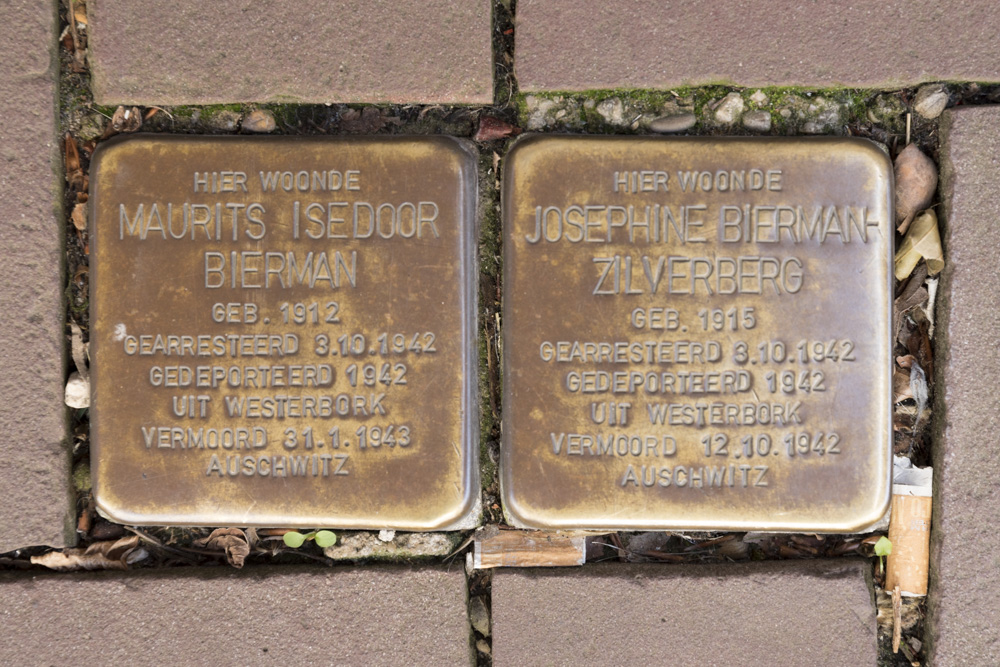 HIER WOONDE
MAURITS ISEDOOR
BIERMAN
GEB. 1912
GEARRESTEERD 3.10.1942
GEDEPORTEERD 1942
UIT WESTERBORK
VERMOORD 31.1.1943
AUSCHWITZ
HIER WOONDE
JOSEPHINE BIERMAN-
ZILVERBERG
GEB. 1915
GEARRESTEERD 3.10.1942
GEDEPORTEERD 1942
UIT WESTERBORK
VERMOORD 12.10.1942
AUSCHWITZ